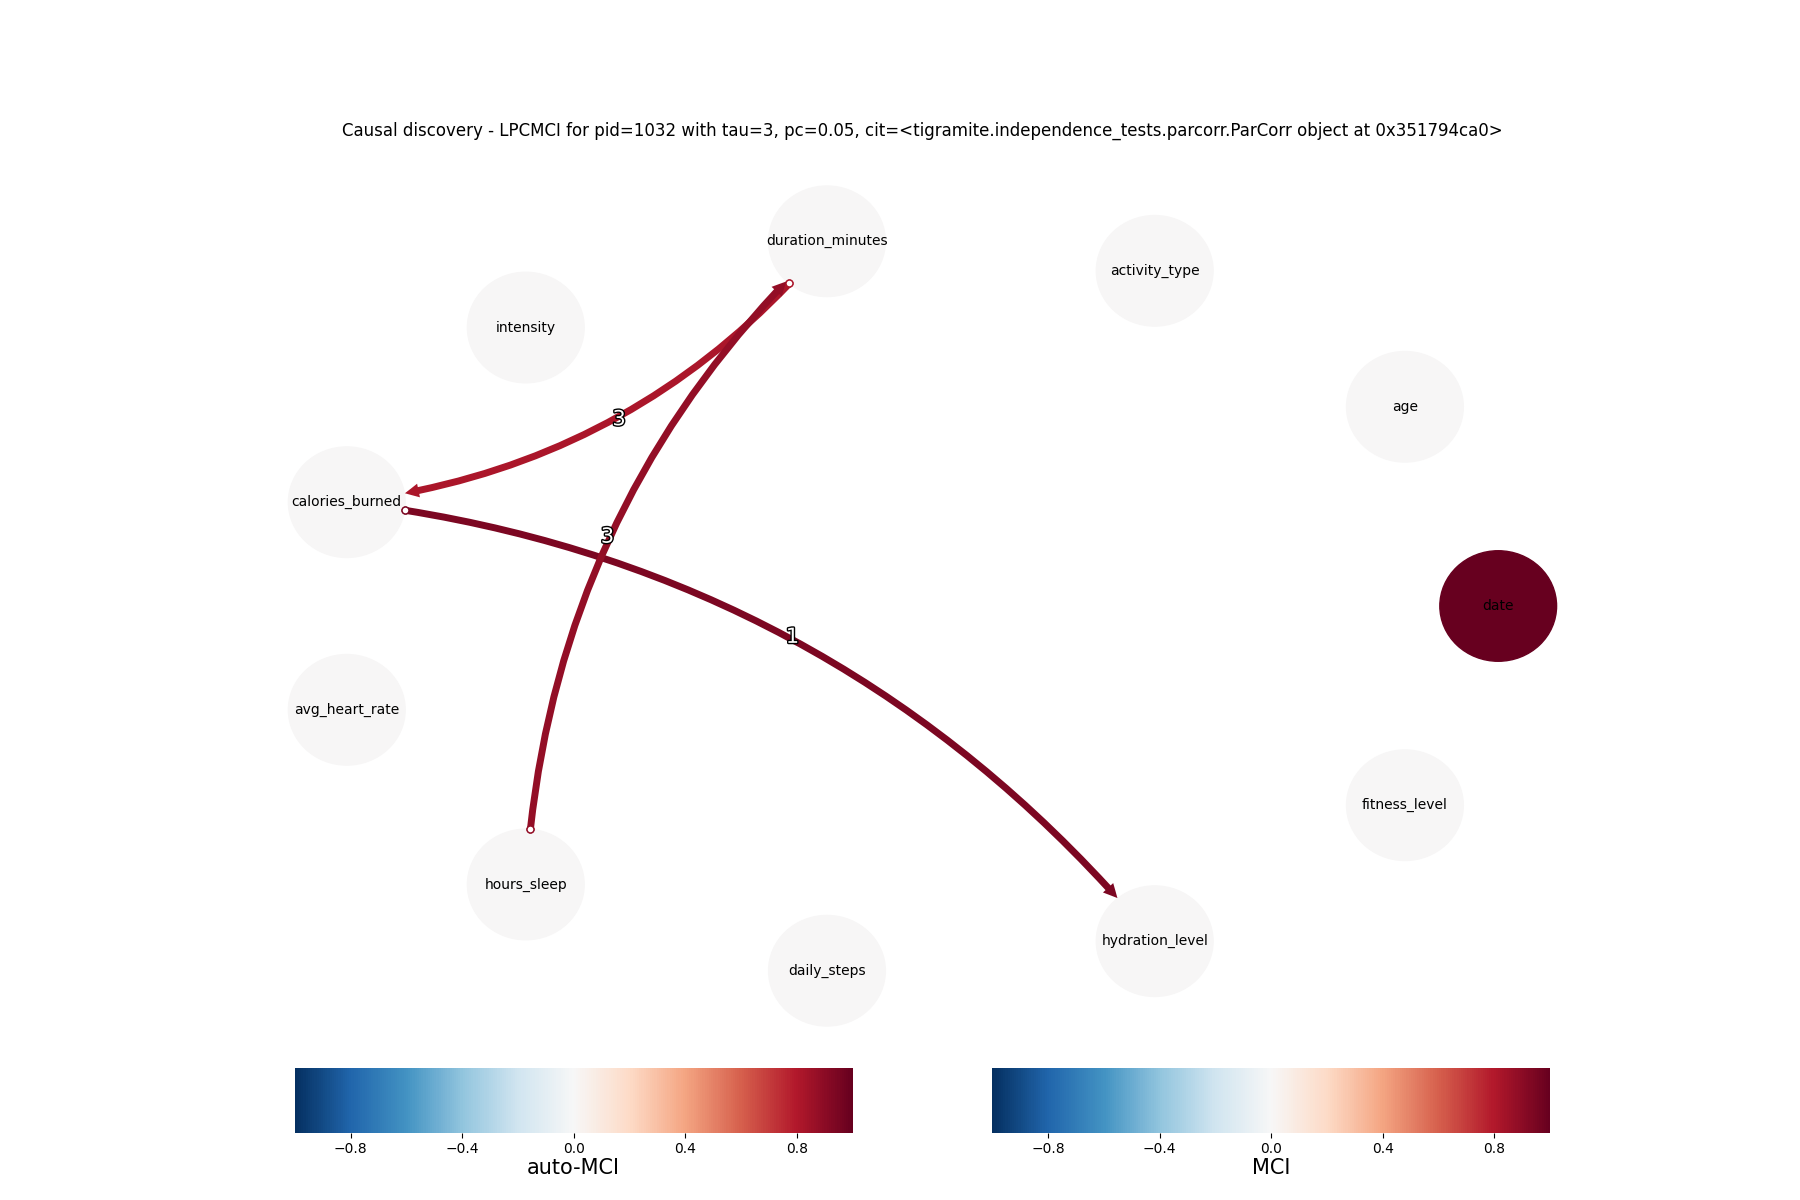 Causal discovery - LPCMCI for pid=1032 with tau=3, pc=0.05, cit=<tigramite.independence_tests.parcorr.ParCorr object at 0x351794ca0>
duration_minutes
activity_type
intensity
age
3
calories_burned
3
date
1
avg_heart_rate
fitness_level
hours_sleep
hydration_level
daily_steps
−0.8 −0.4 0.0 0.4 0.8
auto-MCI
−0.8 −0.4 0.0 0.4 0.8
MCI